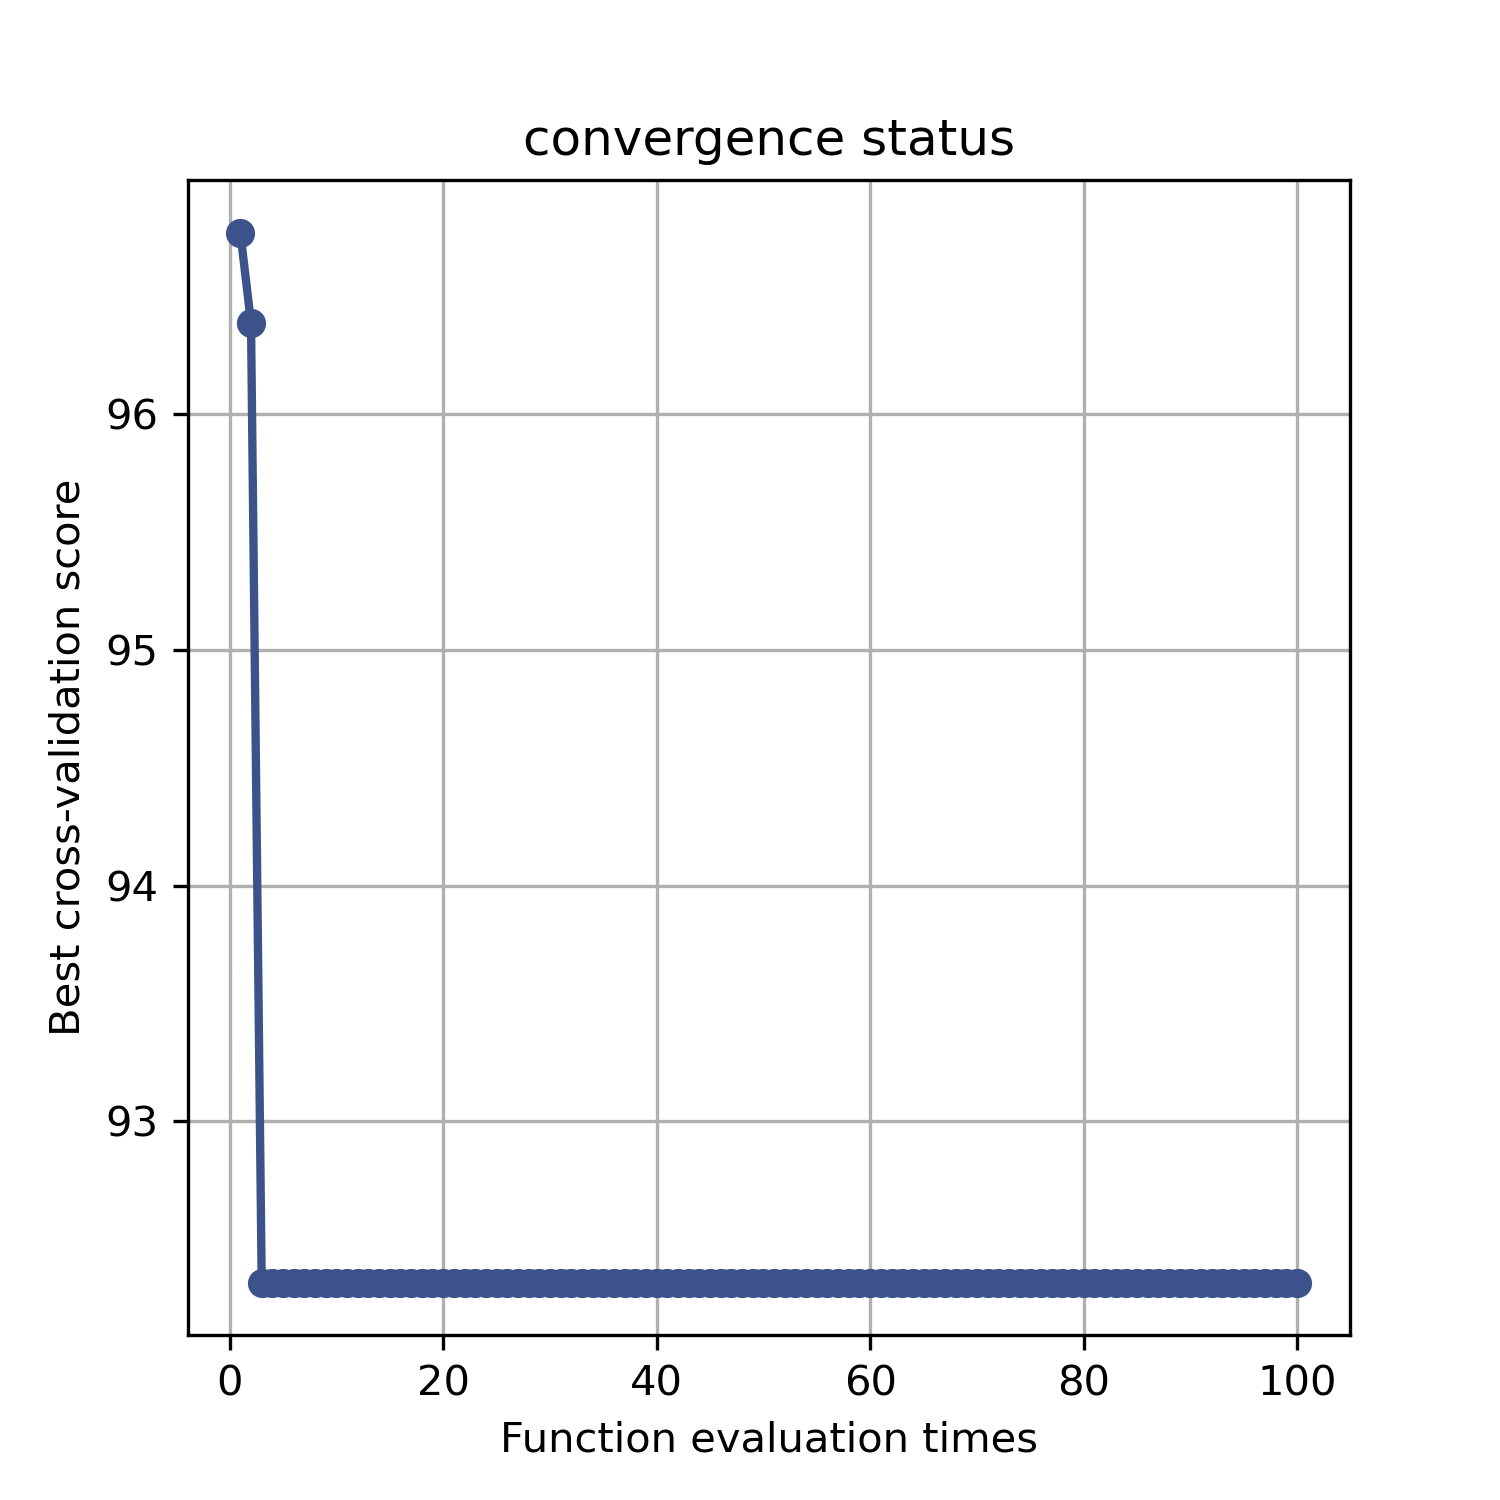 convergence status
Best cross-validation score
96
95
94
93
0 20 40 60 80 100
Function evaluation times